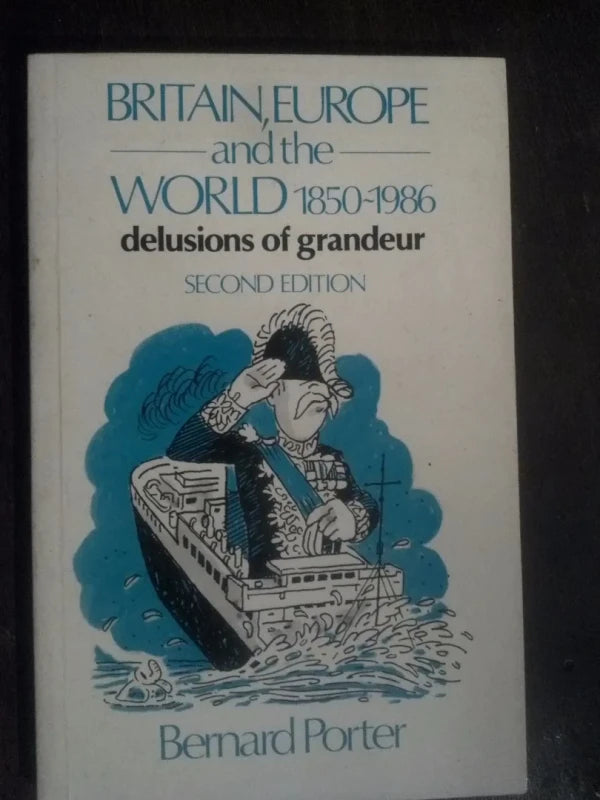 BRITAIN, EUROPE
and the
WORLD 1850-1986
delusions of grandeur
SECOND EDITION
Bernard Porter